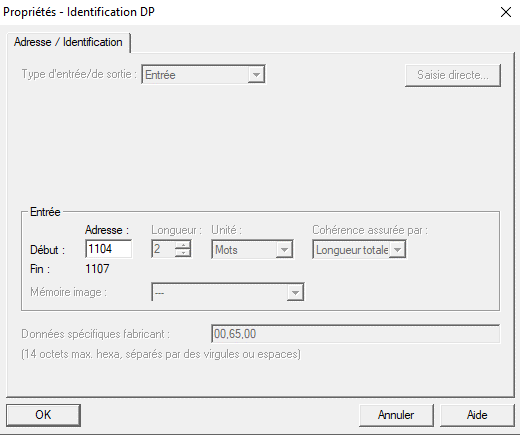 Propriétés - Identification DP
Adresse / Identification
Type d'entrée/de sortie : Entrée Saisie directe...
Entrée
Adresse : Longueur : Unité : Cohérence assurée par :
Début : 1104 2 Mots Longueur totale
Fin : 1107
Mémoire image : ---
Données spécifiques fabricant : 00,65,00
(14 octets max. hexa, séparés par des virgules ou espaces)
OK Annuler Aide